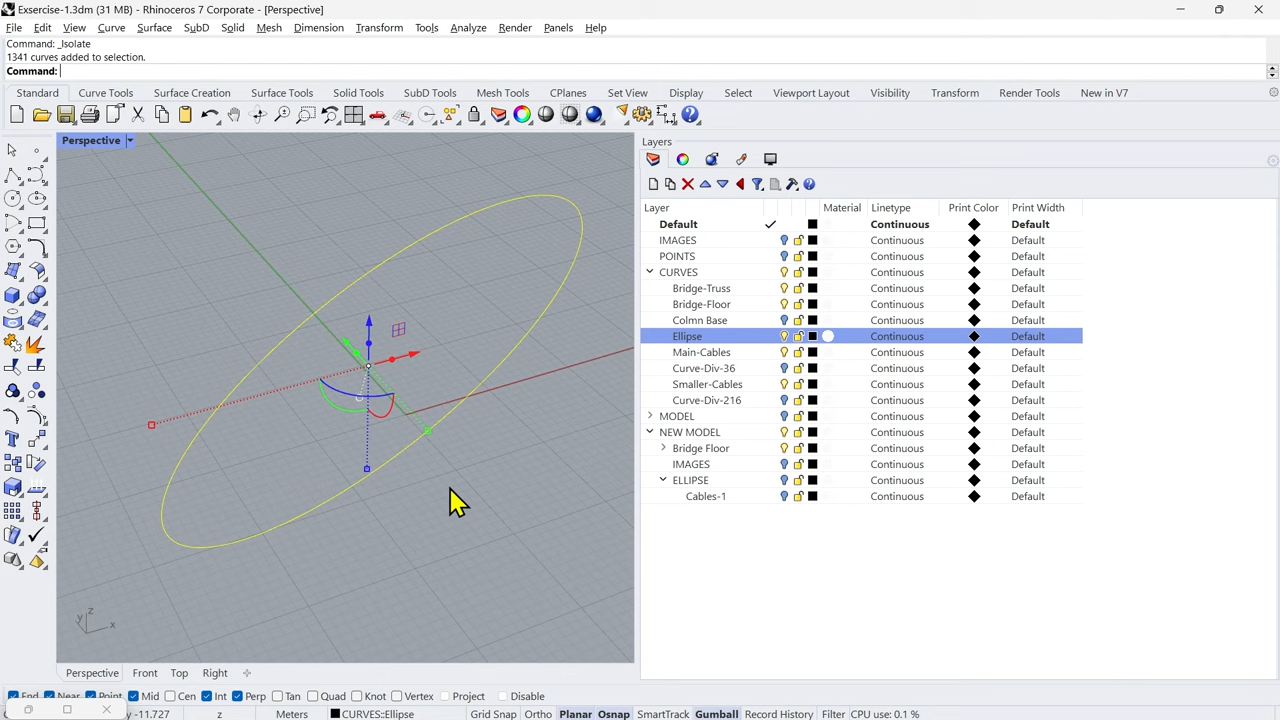 Exsercise-1.3dm (31 MB) - Rhinoceros 7 Corporate - [Perspective]
File Edit View Curve Surface SubD Solid Mesh Dimension Transform Tools Analyze Render Panels Help
Command: _Isolate
1341 curves added to selection.
Command:
Standard Curve Tools Surface Creation Surface Tools Solid Tools SubD Tools Mesh Tools CPlanes Set View Display Select Viewport Layout Visibility Transform Render Tools New in V7
Perspective
Layers
Layer Material Linetype Print Color Print Width
Default Continuous Default
IMAGES Continuous Default
POINTS Continuous Default
CURVES Continuous Default
Bridge-Truss Continuous Default
Bridge-Floor Continuous Default
Colmn Base Continuous Default
Ellipse Continuous Default
Main-Cables Continuous Default
Curve-Div-36 Continuous Default
Smaller-Cables Continuous Default
Curve-Div-216 Continuous Default
MODEL Continuous Default
NEW MODEL Continuous Default
Bridge Floor Continuous Default
IMAGES Continuous Default
ELLIPSE Continuous Default
Cables-1 Continuous Default
z
y
x
Perspective Front Top Right
End Near Point Mid Cen Int Perp Tan Quad Knot Vertex Project Disable
y -11.727 z Meters CURVES::Ellipse Grid Snap Ortho Planar Osnap SmartTrack Gumball Record History Filter CPU use: 0.1 %